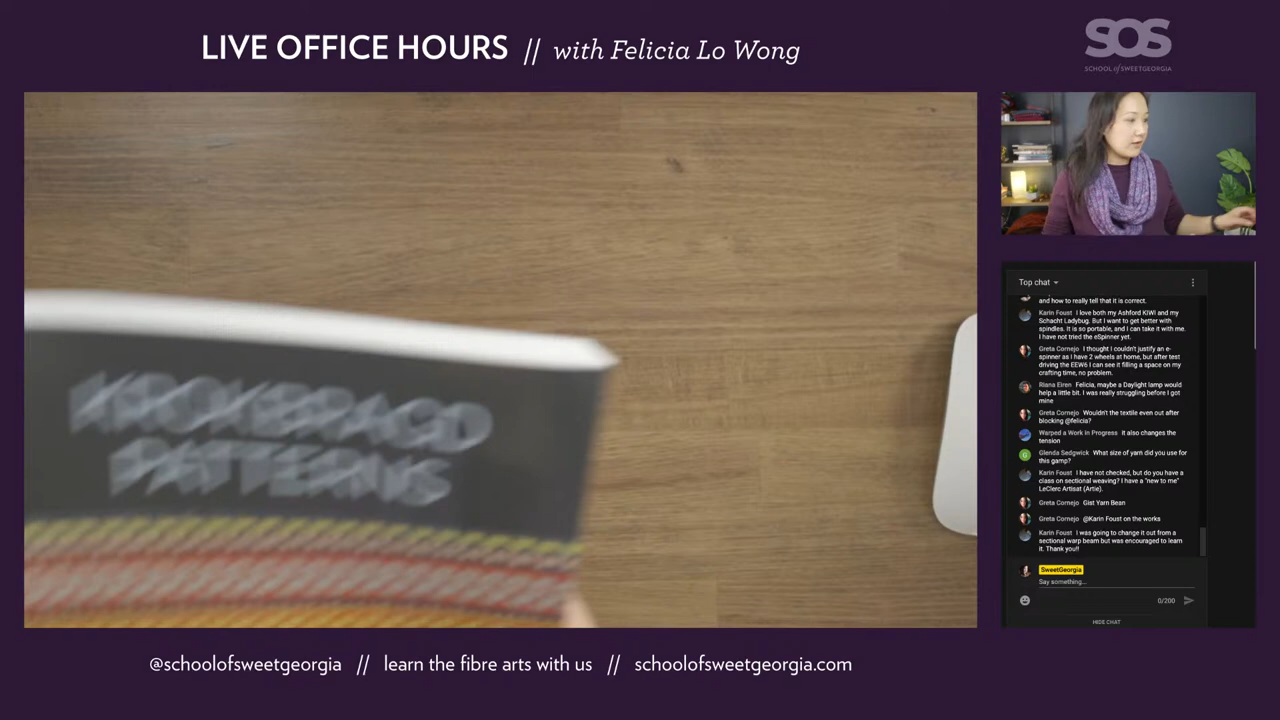 LIVE OFFICE HOURS // with Felicia Lo Wong
SOS
SCHOOL of SWEETGEORGIA
PATTERNS
Top chat
and how to really tell that it is correct.
Karin Foust I love both my Ashford KIWI and my
Schacht Ladybug. But I want to get better with
spindles. It is so portable, and I can take it with me.
I have not tried the eSpinner yet.
Greta Cornejo I thought I couldn't justify an e-
spinner as I have 2 wheels at home, but after test
driving the EEW6 I can see it filling a space on my
crafting time, no problem.
Riana Eiren Felicia, maybe a Daylight lamp would
help a little bit. I was really struggling before I got
mine
Greta Cornejo Wouldn't the textile even out after
blocking @felicia?
Warped a Work in Progress it also changes the
tension
G
Glenda Sedgwick What size of yarn did you use for
this gamp?
Karin Foust I have not checked, but do you have a
class on sectional weaving? I have a "new to me"
LeClerc Artisat (Artie).
Greta Cornejo Gist Yarn Bean
Greta Cornejo @Karin Foust on the works
Karin Foust I was going to change it out from a
sectional warp beam but was encouraged to learn
it. Thank you!!
SweetGeorgia
Say something...
0/200
HIDE CHAT
@schoolofsweetgeorgia // learn the fibre arts with us // schoolofsweetgeorgia.com